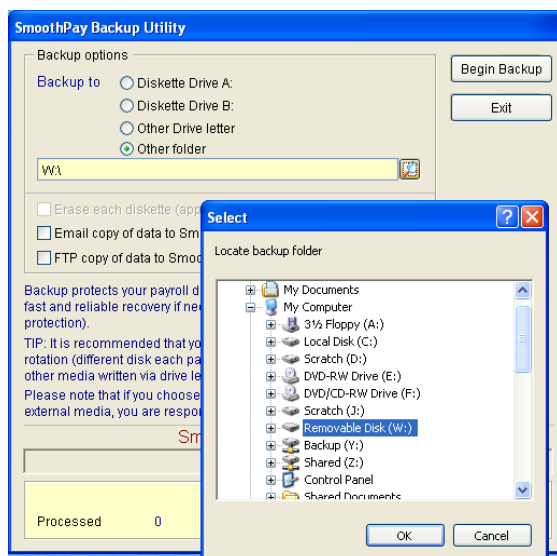 SmoothPay Backup Utility
Backup options
Backup to
Diskette Drive A:
Diskette Drive B:
Other Drive letter
Other folder
W:\
Begin Backup
Exit
Erase each diskette (app
Email copy of data to Sm
FTP copy of data to Smoo
Backup protects your payroll d
fast and reliable recovery if nee
protection).
TIP: It is recommended that yo
rotation (different disk each pa
other media written via drive le
Please note that if you choose
external media, you are respor
Sm
Processed 0
Select
Locate backup folder
My Documents
My Computer
3½ Floppy (A:)
Local Disk (C:)
Scratch (D:)
DVD-RW Drive (E:)
DVD/CD-RW Drive (F:)
Scratch (J:)
Removable Disk (W:)
Backup (Y:)
Shared (Z:)
Control Panel
Shared Documents
OK
Cancel